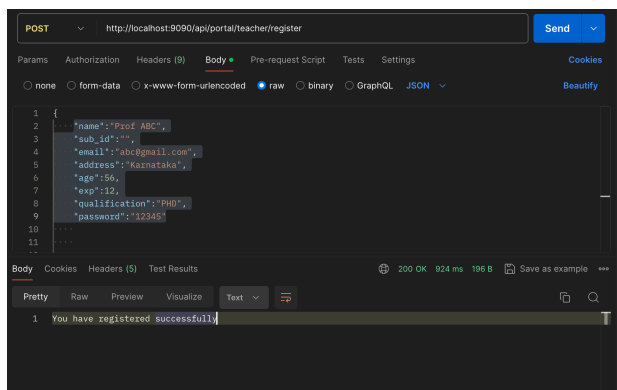 POST http://localhost:9090/api/portal/teacher/register Send
Params Authorization Headers (9) Body Pre-request Script Tests Settings Cookies
none form-data x-www-form-urlencoded raw binary GraphQL JSON Beautify
1 {
2 "name":"Prof ABC",
3 "sub_id":"",
4 "email":"abc@gmail.com",
5 "address":"Karnataka",
6 "age":56,
7 "exp":12,
8 "qualification":"PHD",
9 "password":"12345"
10
11
Body Cookies Headers (5) Test Results 200 OK 924 ms 196 B Save as example
Pretty Raw Preview Visualize Text
1 You have registered successfully